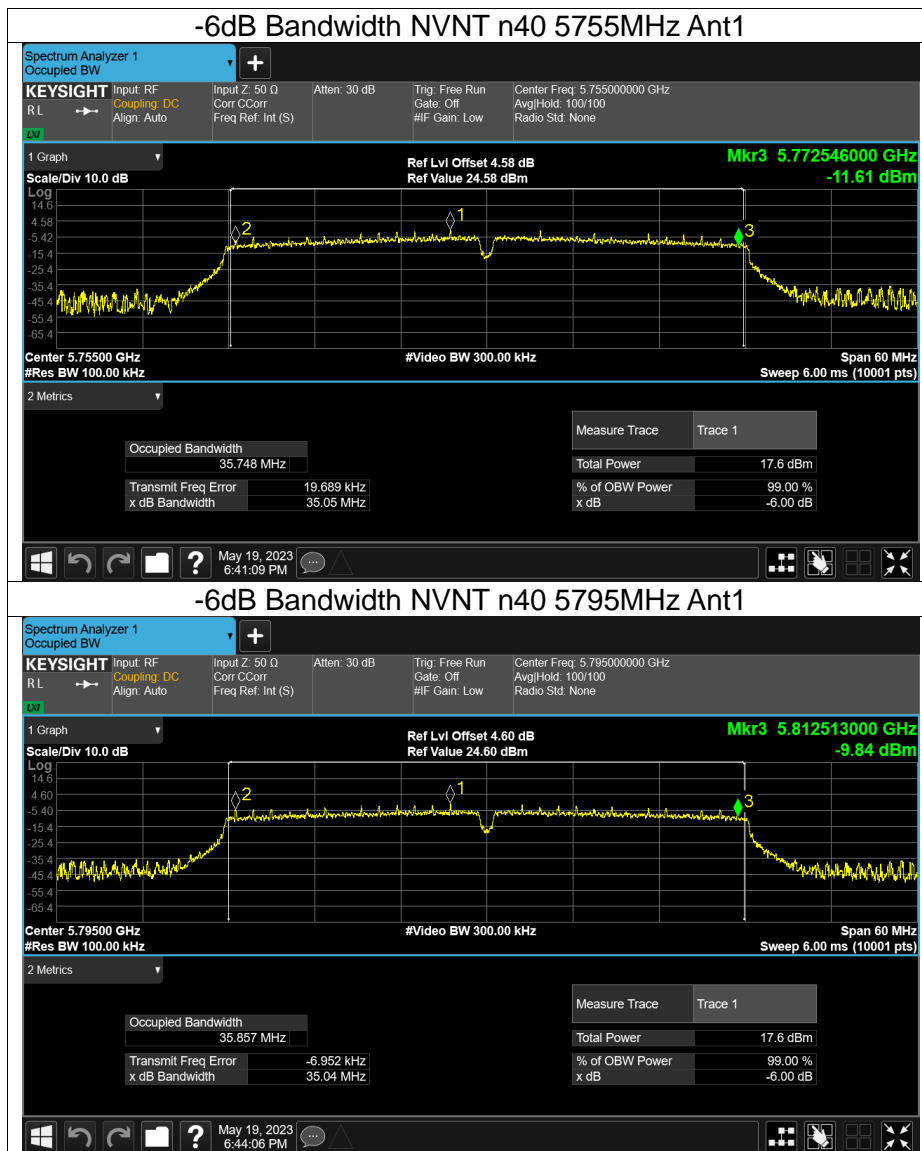 -6dB Bandwidth NVNT n40 5755MHz Ant1
Spectrum Analyzer 1
Occupied BW
KEYSIGHT Input: RF Input Z: 50 Ω Atten: 30 dB Trig: Free Run Center Freq: 5.755000000 GHz
R L Coupling: DC Corr CCorr Gate: Off Avg|Hold: 100/100
Align: Auto Freq Ref: Int (S) #IF Gain: Low Radio Std: None
LXI
1 Graph Ref Lvl Offset 4.58 dB Mkr3 5.772546000 GHz
Scale/Div 10.0 dB Ref Value 24.58 dBm -11.61 dBm
Log
14.6
4.58
-5.42
-15.4
-25.4
-35.4
-45.4
-55.4
-65.4
2 1 3
Center 5.75500 GHz #Video BW 300.00 kHz Span 60 MHz
#Res BW 100.00 kHz Sweep 6.00 ms (10001 pts)
2 Metrics
Measure Trace Trace 1
Occupied Bandwidth
35.748 MHz Total Power 17.6 dBm
Transmit Freq Error 19.689 kHz % of OBW Power 99.00 %
x dB Bandwidth 35.05 MHz x dB -6.00 dB
May 19, 2023
6:41:09 PM
-6dB Bandwidth NVNT n40 5795MHz Ant1
Spectrum Analyzer 1
Occupied BW
KEYSIGHT Input: RF Input Z: 50 Ω Atten: 30 dB Trig: Free Run Center Freq: 5.795000000 GHz
R L Coupling: DC Corr CCorr Gate: Off Avg|Hold: 100/100
Align: Auto Freq Ref: Int (S) #IF Gain: Low Radio Std: None
LXI
1 Graph Ref Lvl Offset 4.60 dB Mkr3 5.812513000 GHz
Scale/Div 10.0 dB Ref Value 24.60 dBm -9.84 dBm
Log
14.6
4.60
-5.40
-15.4
-25.4
-35.4
-45.4
-55.4
-65.4
2 1 3
Center 5.79500 GHz #Video BW 300.00 kHz Span 60 MHz
#Res BW 100.00 kHz Sweep 6.00 ms (10001 pts)
2 Metrics
Measure Trace Trace 1
Occupied Bandwidth
35.857 MHz Total Power 17.6 dBm
Transmit Freq Error -6.952 kHz % of OBW Power 99.00 %
x dB Bandwidth 35.04 MHz x dB -6.00 dB
May 19, 2023
6:44:06 PM